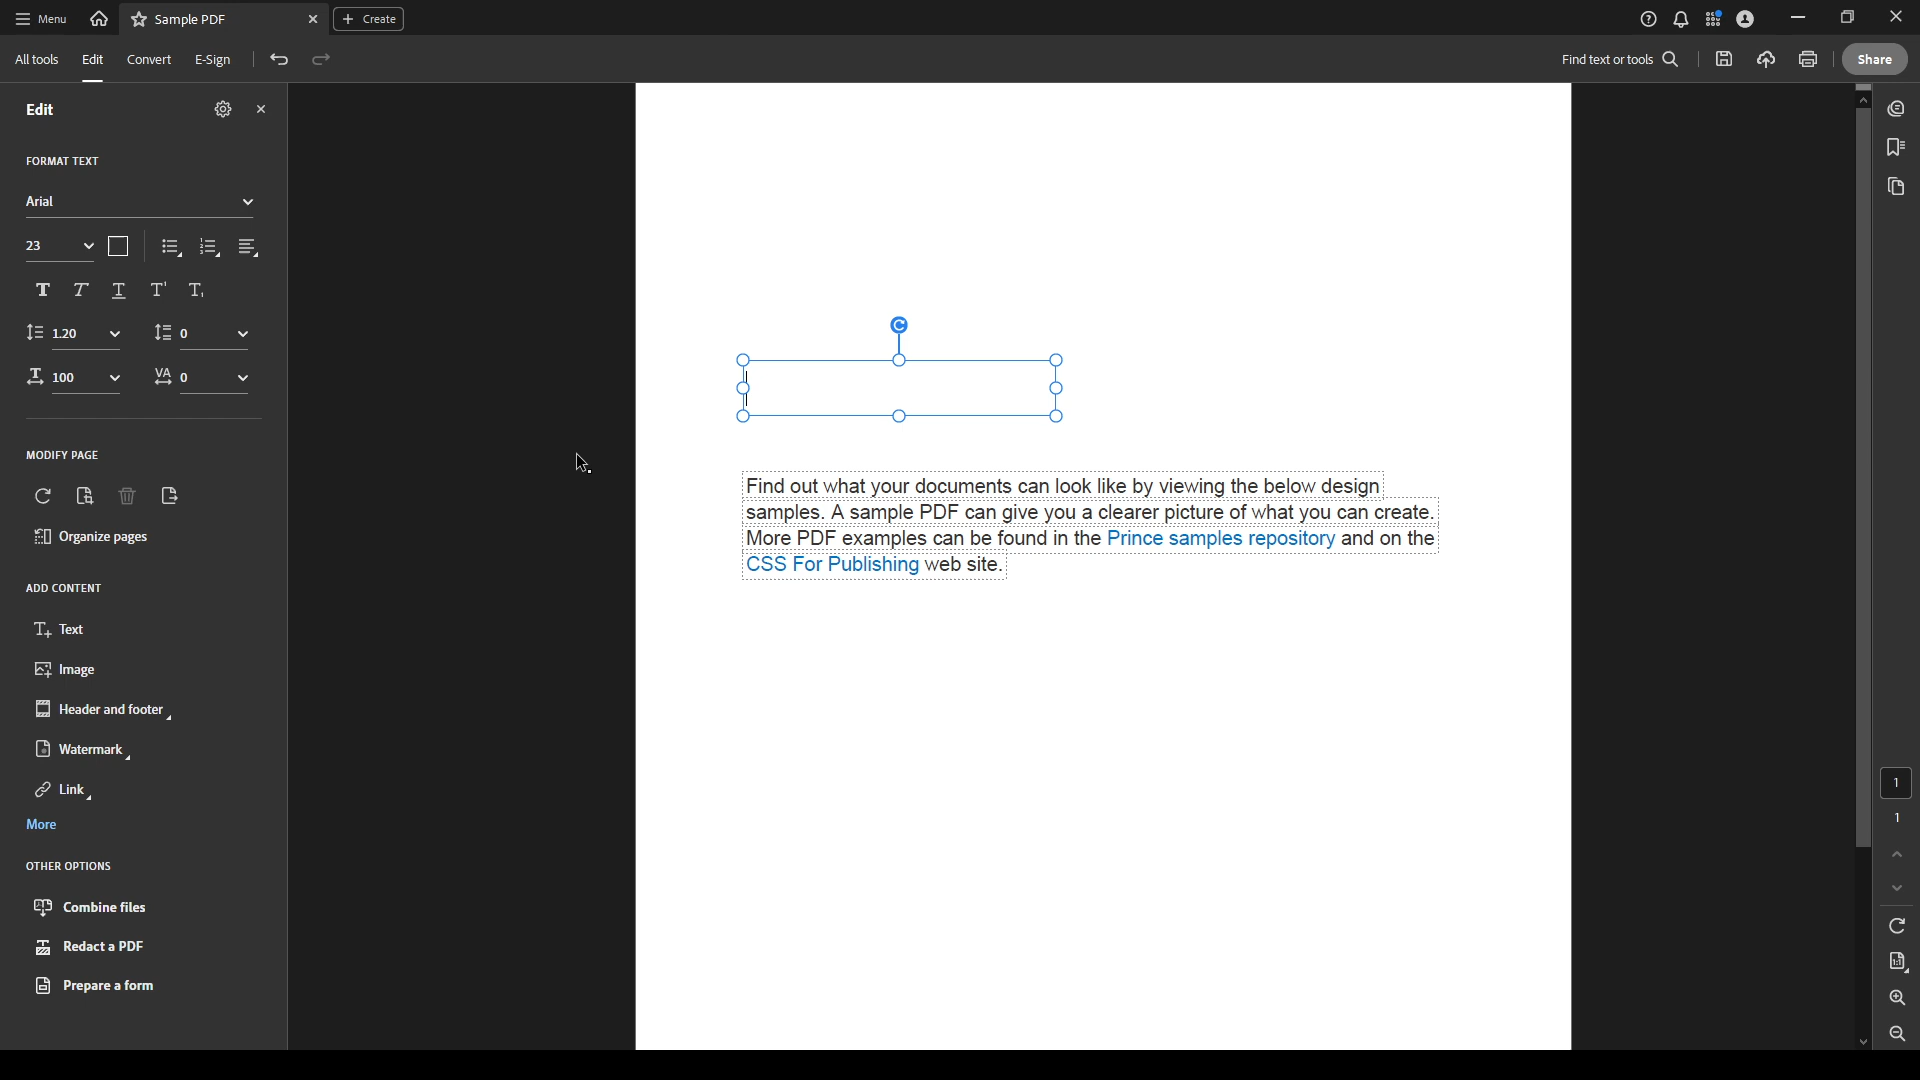 Menu
Sample PDF
Create
All tools
Edit
Convert
E-Sign
Find text or tools
Share
Edit
FORMAT TEXT
Arial
23
1.20
0
100
0
MODIFY PAGE
Organize pages
ADD CONTENT
Text
Image
Header and footer
Watermark
Link
More
OTHER OPTIONS
Combine files
Redact a PDF
Prepare a form
Find out what your documents can look like by viewing the below design
samples. A sample PDF can give you a clearer picture of what you can create.
More PDF examples can be found in the Prince samples repository and on the
CSS For Publishing web site.
1
1